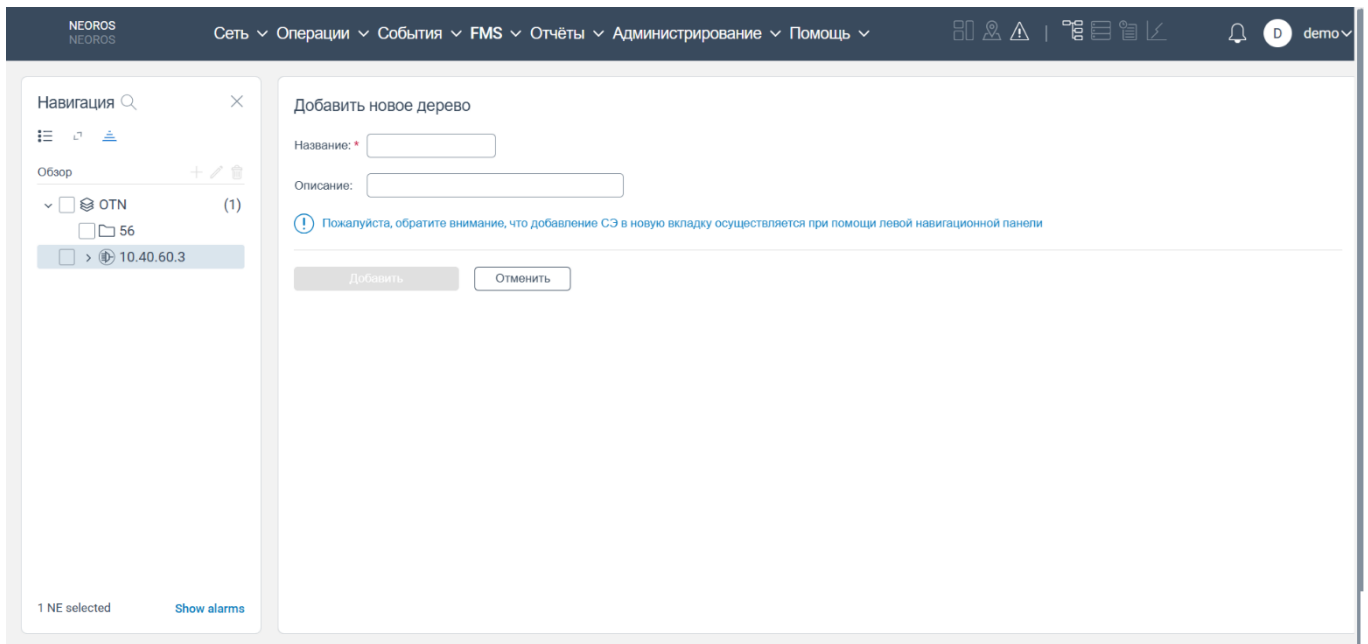 NEOROS
NEOROS
Сеть Операции События FMS Отчёты Администрирование Помощь
D demo
Навигация
Обзор
OTN (1)
56
10.40.60.3
1 NE selected Show alarms
Добавить новое дерево
Название: *
Описание:
Пожалуйста, обратите внимание, что добавление СЭ в новую вкладку осуществляется при помощи левой навигационной панели
Добавить Отменить